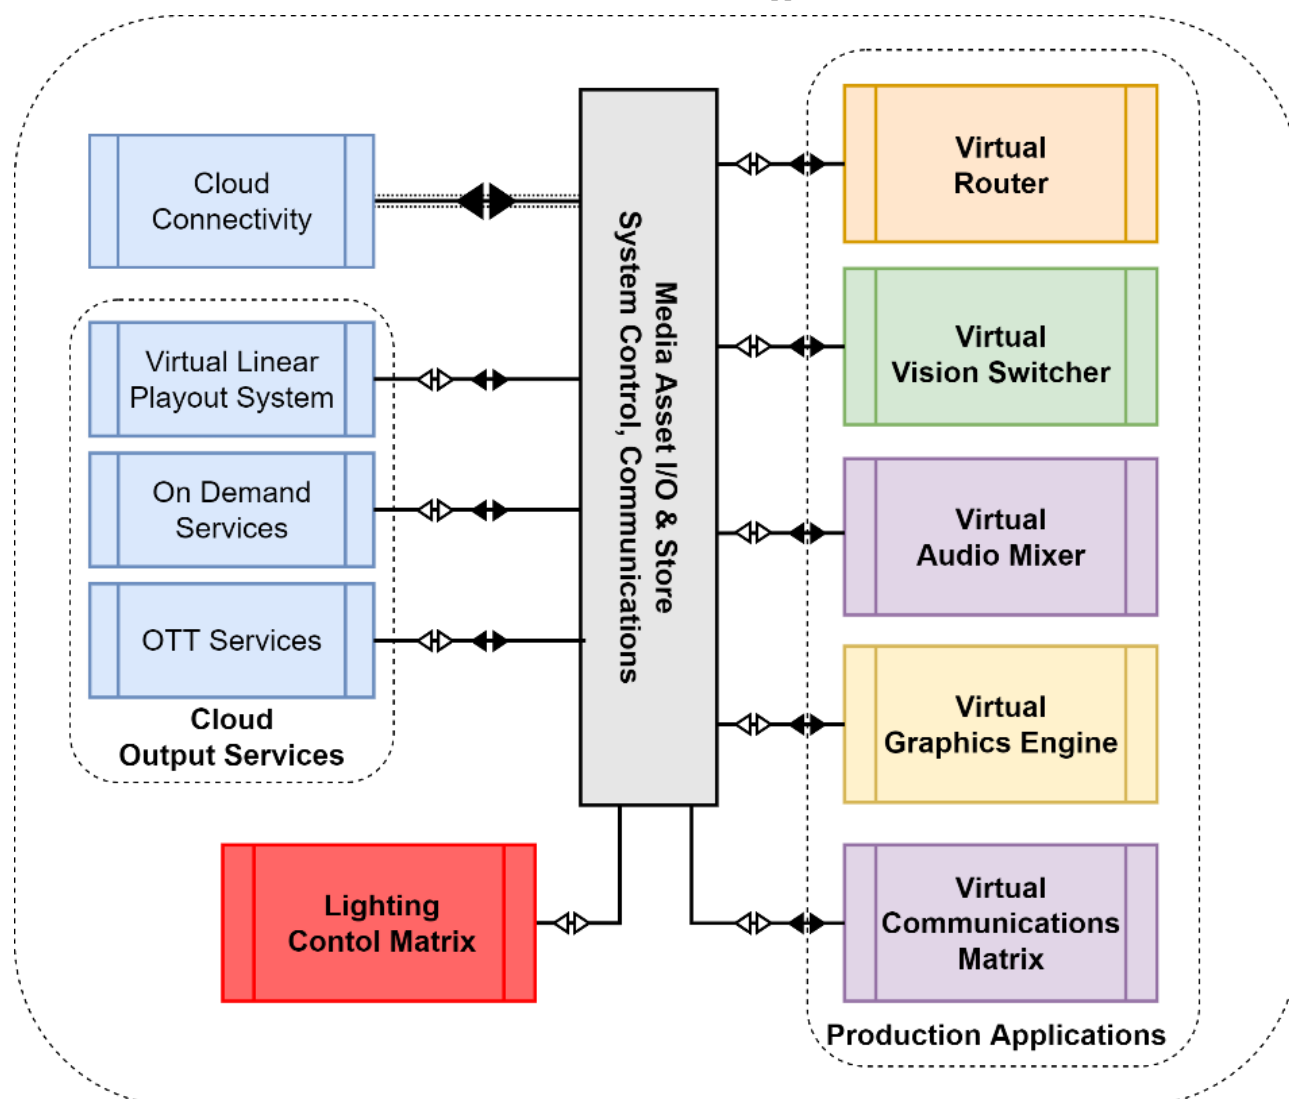 Cloud
Connectivity
Virtual Linear
Playout System
On Demand
Services
OTT Services
Cloud
Output Services
Media Asset I/O & Store
System Control, Communications
Lighting
Contol Matrix
Virtual
Router
Virtual
Vision Switcher
Virtual
Audio Mixer
Virtual
Graphics Engine
Virtual
Communications
Matrix
Production Applications